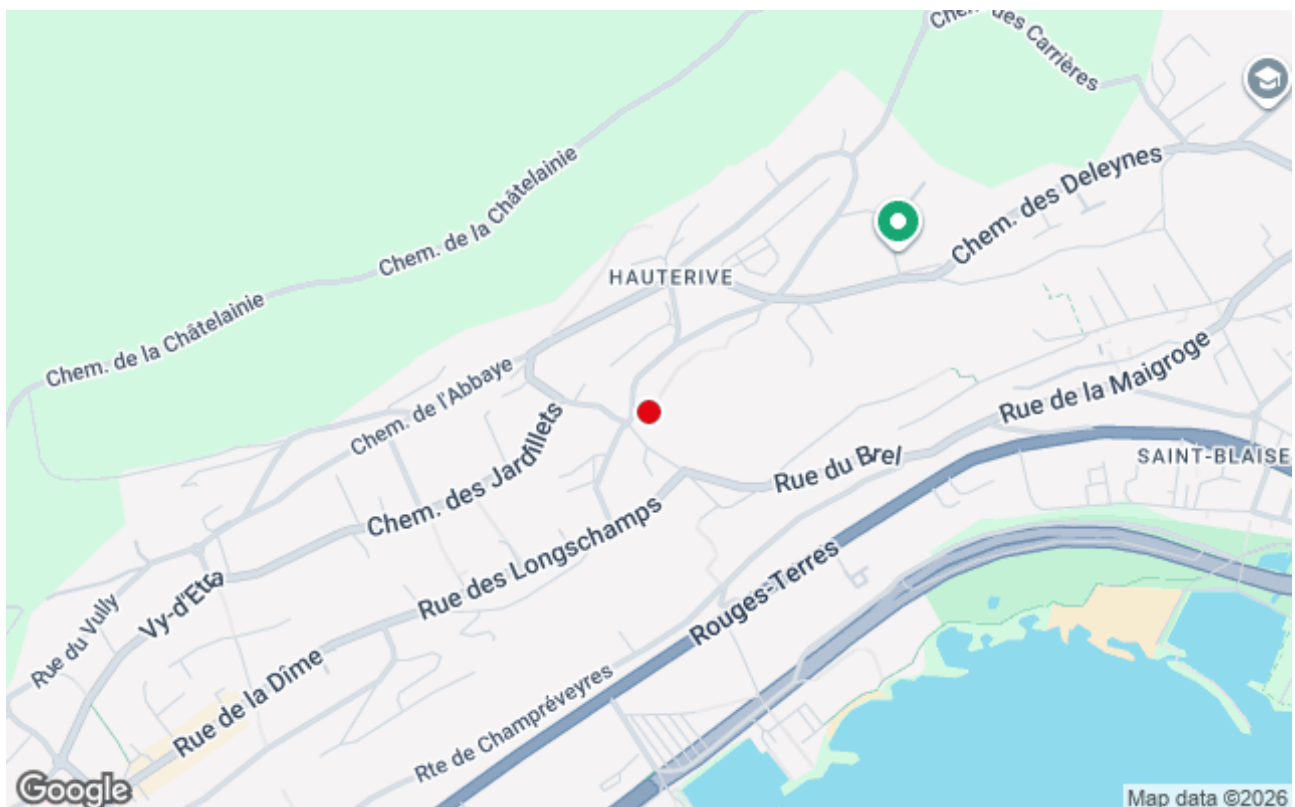 Chem. des Carrières
Chem. de la Châtelainie
Chem. des Deleynes
HAUTERIVE
Chem. de la Châtelainie
Chem. de l'Abbaye
Rue de la Maigroge
Chem. des Jardillets
Rue du Brel
SAINT-BLAISE
Rue des Longschamps
Rouges-Terres
Vy-d'Etra
Rue du Vully
Rue de la Dîme
Rte de Champréveyres
Google
Map data ©2026